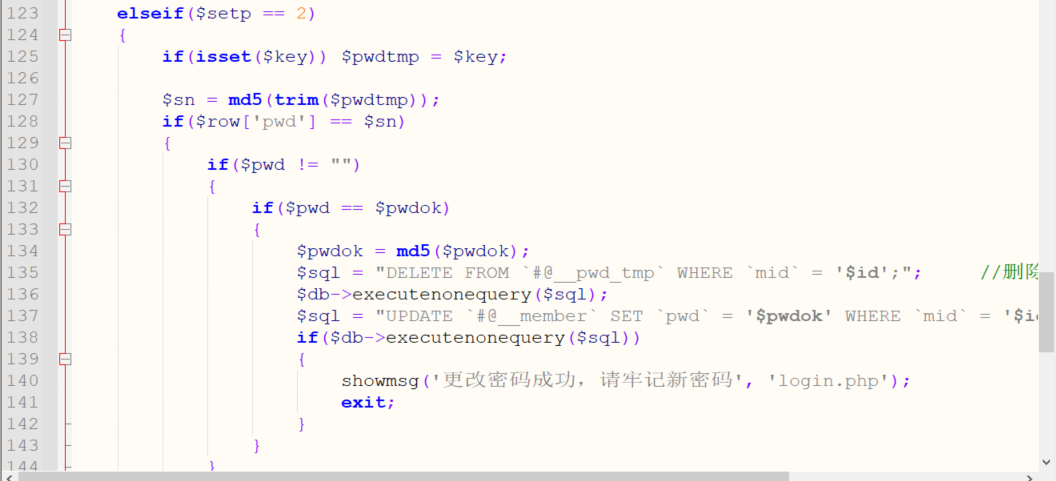 123 elseif($setp == 2)
124 {
125 if(isset($key)) $pwdtmp = $key;
126
127 $sn = md5(trim($pwdtmp));
128 if($row['pwd'] == $sn)
129 {
130 if($pwd != "")
131 {
132 if($pwd == $pwdok)
133 {
134 $pwdok = md5($pwdok);
135 $sql = "DELETE FROM `#@__pwd_tmp` WHERE `mid` = '$id';"; //删除
136 $db->executenonequery($sql);
137 $sql = "UPDATE `#@__member` SET `pwd` = '$pwdok' WHERE `mid` = '$i
138 if($db->executenonequery($sql))
139 {
140 showmsg('更改密码成功，请牢记新密码', 'login.php');
141 exit;
142 }
143 }
144 }